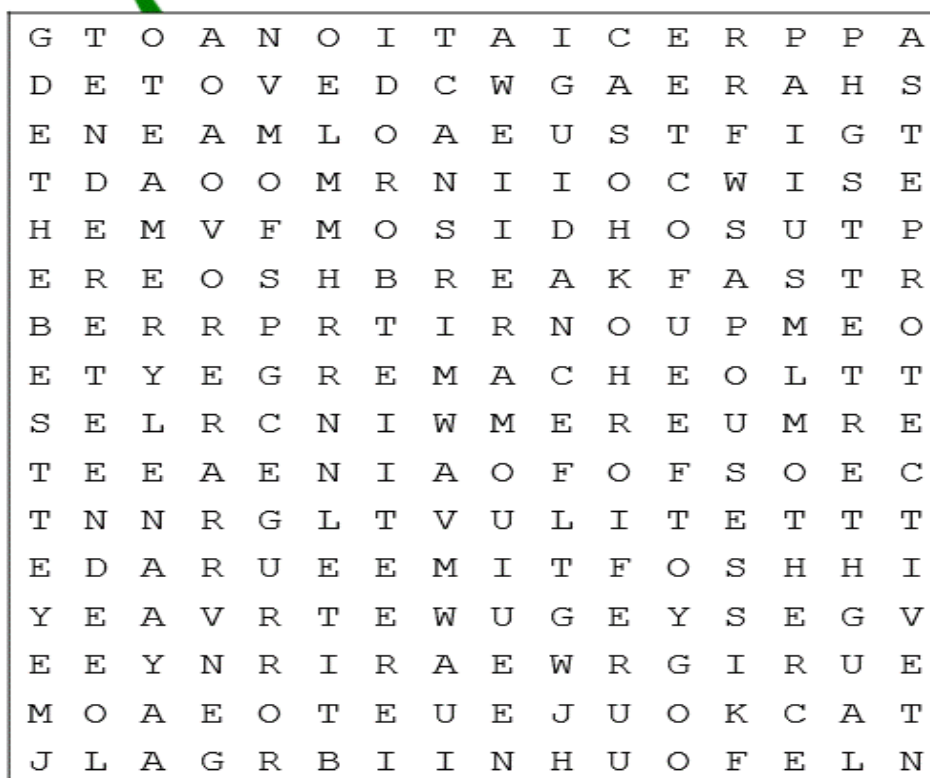 G T O A N O I T A I C E R P P A
D E T O V E D C W G A E R A H S
E N E A M L O A E U S T F I G T
T D A O O M R N I I O C W I S E
H E M V F M O S I D H O S U T P
E R E O S H B R E A K F A S T R
B E R R P R T I R N O U P M E O
E T Y E G R E M A C H E O L T T
S E L R C N I W M E R E U M R E
T E E A E N I A O F O F S O E C
T N N R G L T V U L I T E T T T
E D A R U E E M I T F O S H H I
Y E A V R T E W U G E Y S E G V
E E Y N R I R A E W R G I R U E
M O A E O T E U E J U O K C A T
J L A G R B I I N H U O F E L N